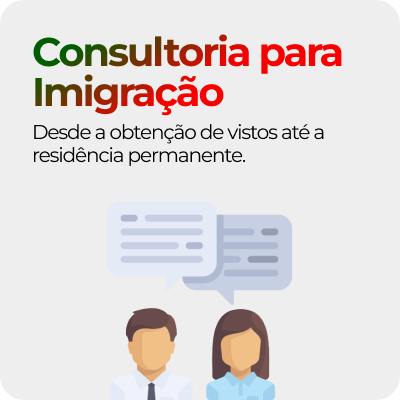 Consultoria para
Imigração
Desde a obtenção de vistos até a
residência permanente.